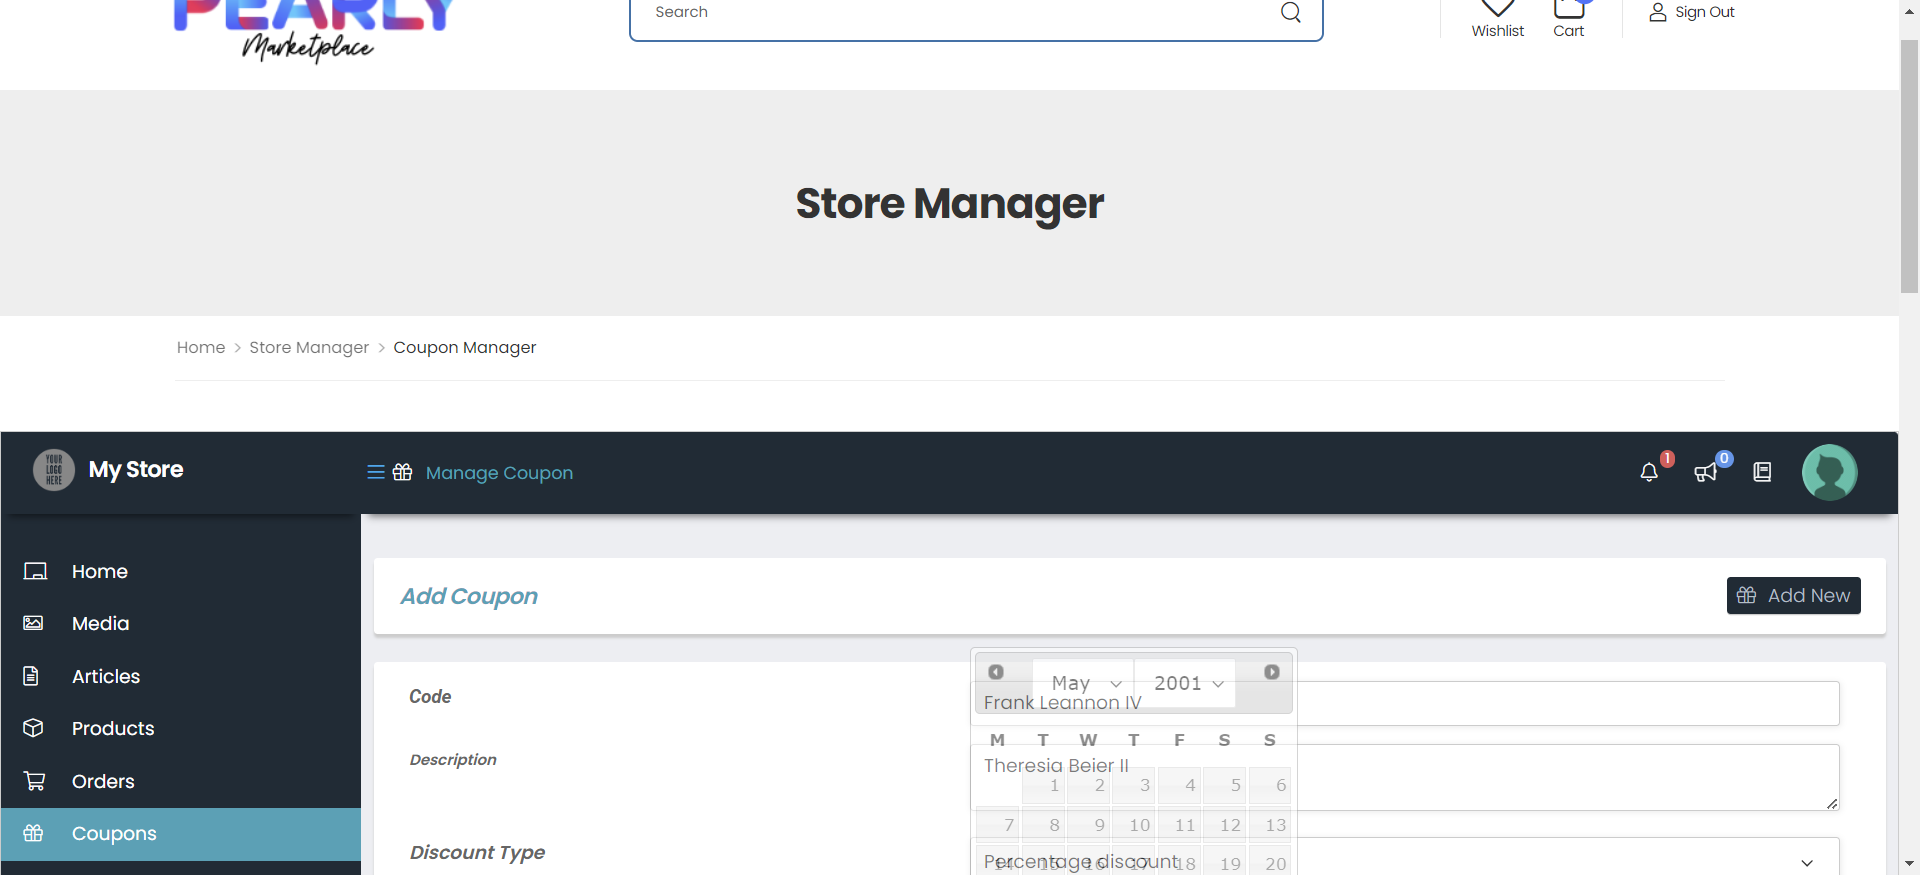 PEARLY
Marketplace
Search
Wishlist
Cart
1
Sign Out
Store Manager
Home > Store Manager > Coupon Manager
YOUR LOGO HERE
My Store
Manage Coupon
1
0
Home
Media
Articles
Products
Orders
Coupons
Add Coupon
Add New
Code
Frank Leannon IV
May 2001
M T W T F S S
Description
Theresia Beier II
1 2 3 4 5 6
7 8 9 10 11 12 13
Discount Type
Percentage discount
14 15 16 17 18 19 20